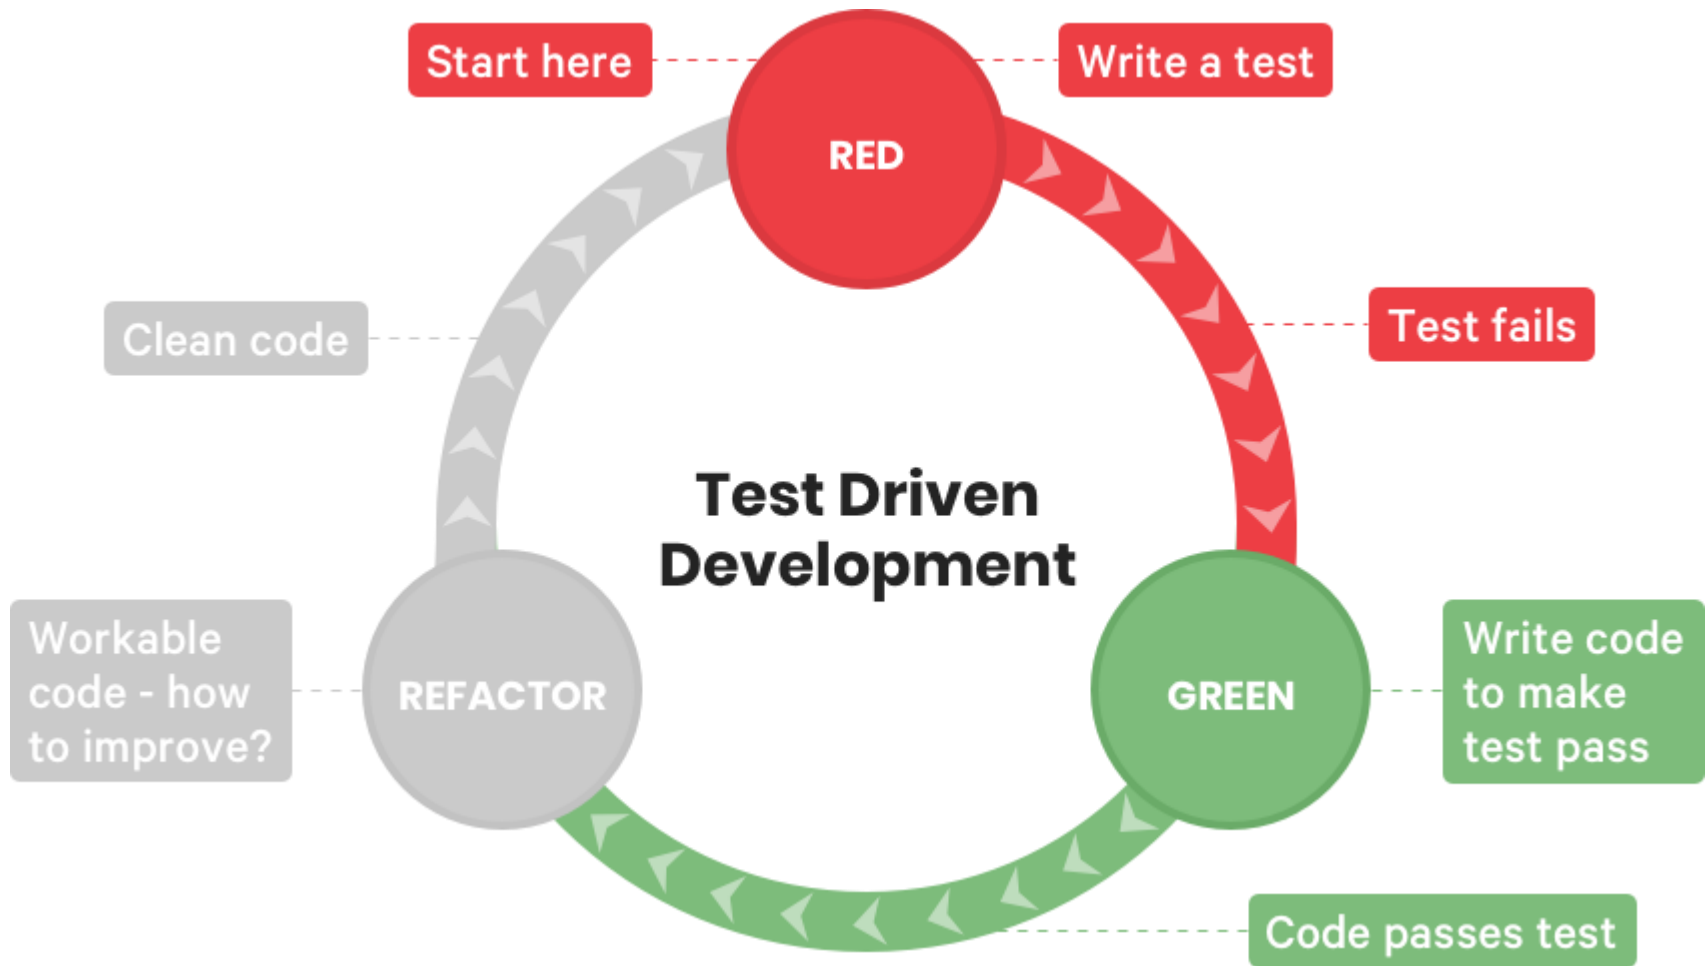 Start here
Write a test
RED
Clean code
Test fails
Test Driven
Development
Workable
code - how
to improve?
REFACTOR
GREEN
Write code
to make
test pass
Code passes test